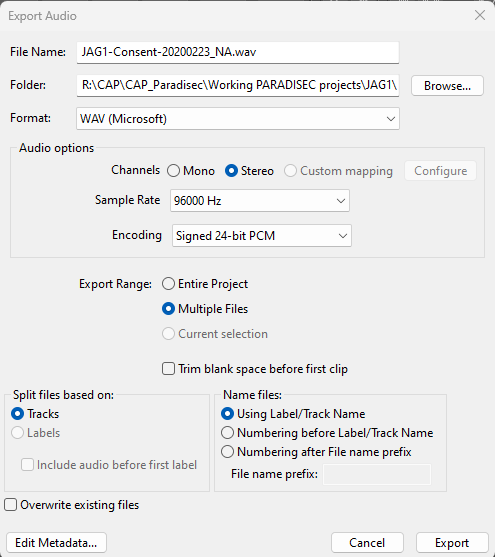 Export Audio
File Name: JAG1-Consent-20200223_NA.wav
Folder: R:\CAP\CAP_Paradisec\Working PARADISEC projects\JAG1\ Browse...
Format: WAV (Microsoft)
Audio options
Channels Mono Stereo Custom mapping Configure
Sample Rate 96000 Hz
Encoding Signed 24-bit PCM
Export Range: Entire Project
Multiple Files
Current selection
Trim blank space before first clip
Split files based on:
Tracks
Labels
Include audio before first label
Name files:
Using Label/Track Name
Numbering before Label/Track Name
Numbering after File name prefix
File name prefix:
Overwrite existing files
Edit Metadata... Cancel Export